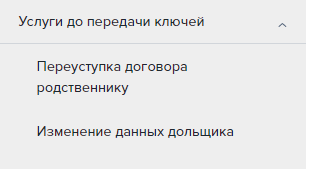 Услуги до передачи ключей
Переуступка договора
родственнику
Изменение данных дольщика